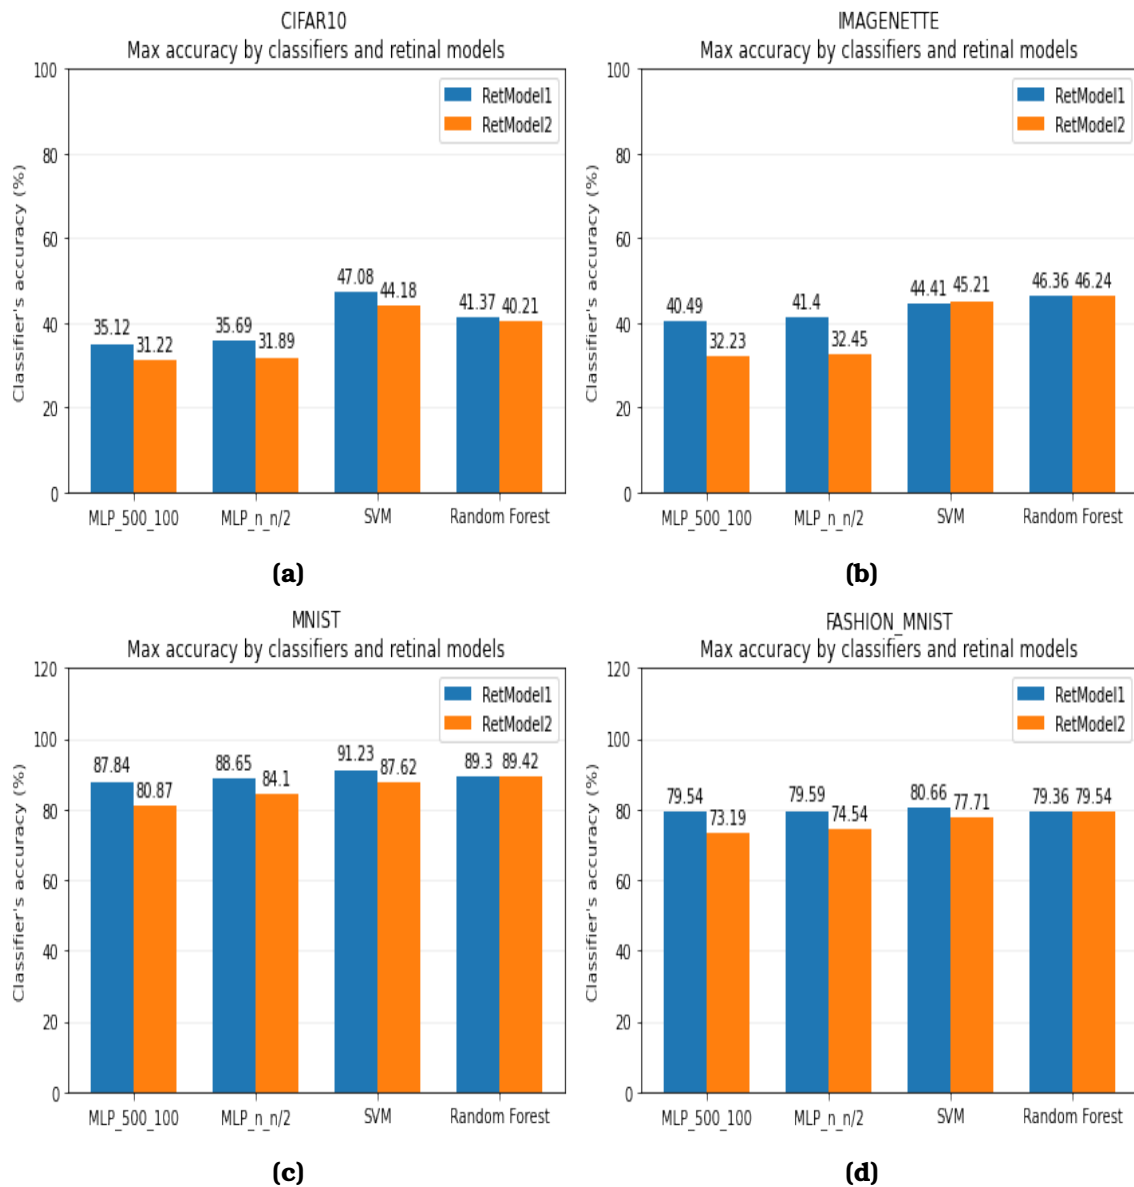 CIFAR10
Max accuracy by classifiers and retinal models
Classifier's accuracy (%)
100
80
60
40
20
0
RetModel1
RetModel2
35.12
31.22
35.69
31.89
47.08
44.18
41.37
40.21
MLP_500_100
MLP_n_n/2
SVM
Random Forest
(a)
IMAGENETTE
Max accuracy by classifiers and retinal models
Classifier's accuracy (%)
100
80
60
40
20
0
RetModel1
RetModel2
40.49
32.23
41.4
32.45
44.41
45.21
46.36
46.24
MLP_500_100
MLP_n_n/2
SVM
Random Forest
(b)
MNIST
Max accuracy by classifiers and retinal models
Classifier's accuracy (%)
120
100
80
60
40
20
0
RetModel1
RetModel2
87.84
80.87
88.65
84.1
91.23
87.62
89.3
89.42
MLP_500_100
MLP_n_n/2
SVM
Random Forest
(c)
FASHION_MNIST
Max accuracy by classifiers and retinal models
Classifier's accuracy (%)
120
100
80
60
40
20
0
RetModel1
RetModel2
79.54
73.19
79.59
74.54
80.66
77.71
79.36
79.54
MLP_500_100
MLP_n_n/2
SVM
Random Forest
(d)